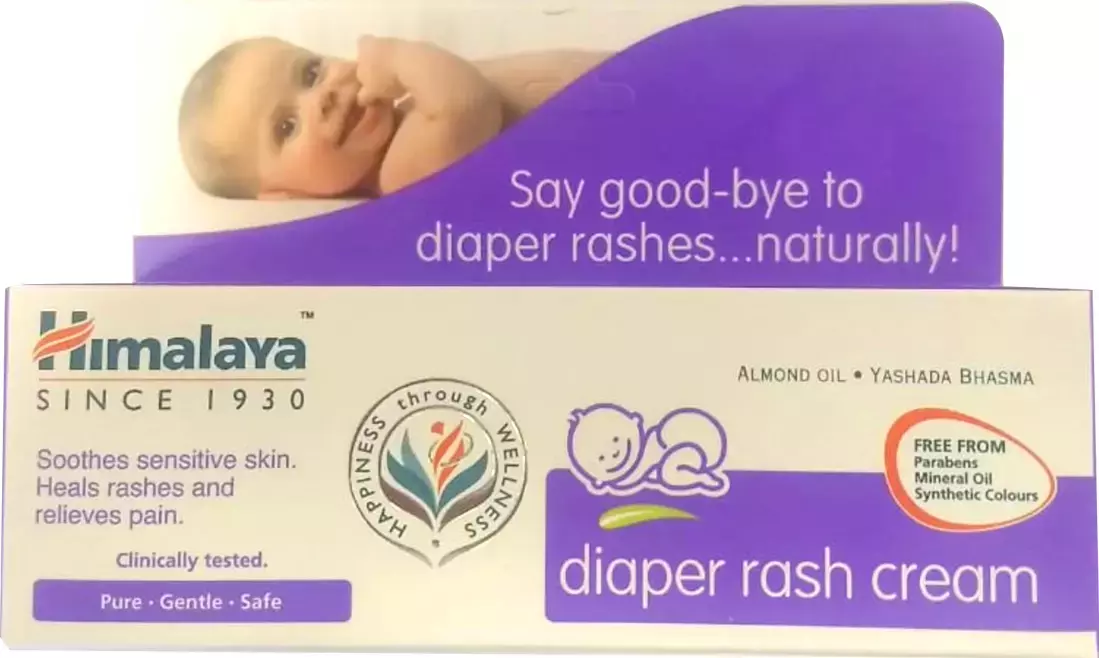 Say good-bye to
diaper rashes...naturally!
Himalaya™
SINCE 1930
Soothes sensitive skin.
Heals rashes and
relieves pain.
Clinically tested.
Pure · Gentle · Safe
HAPPINESS through WELLNESS
ALMOND OIL • YASHADA BHASMA
FREE FROM
Parabens
Mineral Oil
Synthetic Colours
diaper rash cream